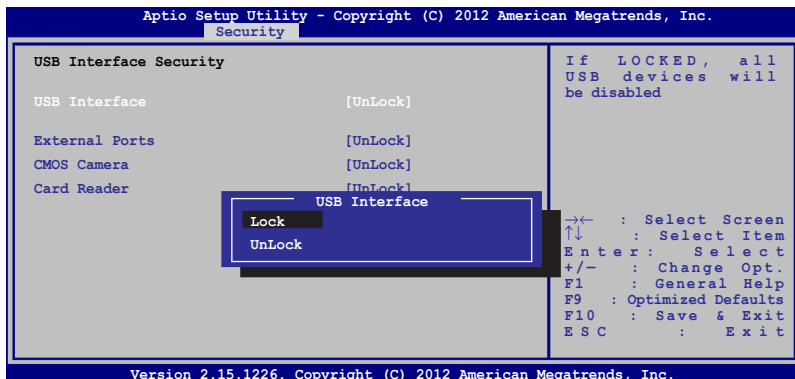 Aptio Setup Utility - Copyright (C) 2012 American Megatrends, Inc.
Security
USB Interface Security
USB Interface [UnLock]
External Ports [UnLock]
CMOS Camera [UnLock]
Card Reader [UnLock]
USB Interface
Lock
UnLock
If LOCKED, all
USB devices will
be disabled
→← : Select Screen
↑↓ : Select Item
Enter: Select
+/— : Change Opt.
F1 : General Help
F9 : Optimized Defaults
F10 : Save & Exit
ESC : Exit
Version 2.15.1226. Copyright (C) 2012 American Megatrends, Inc.